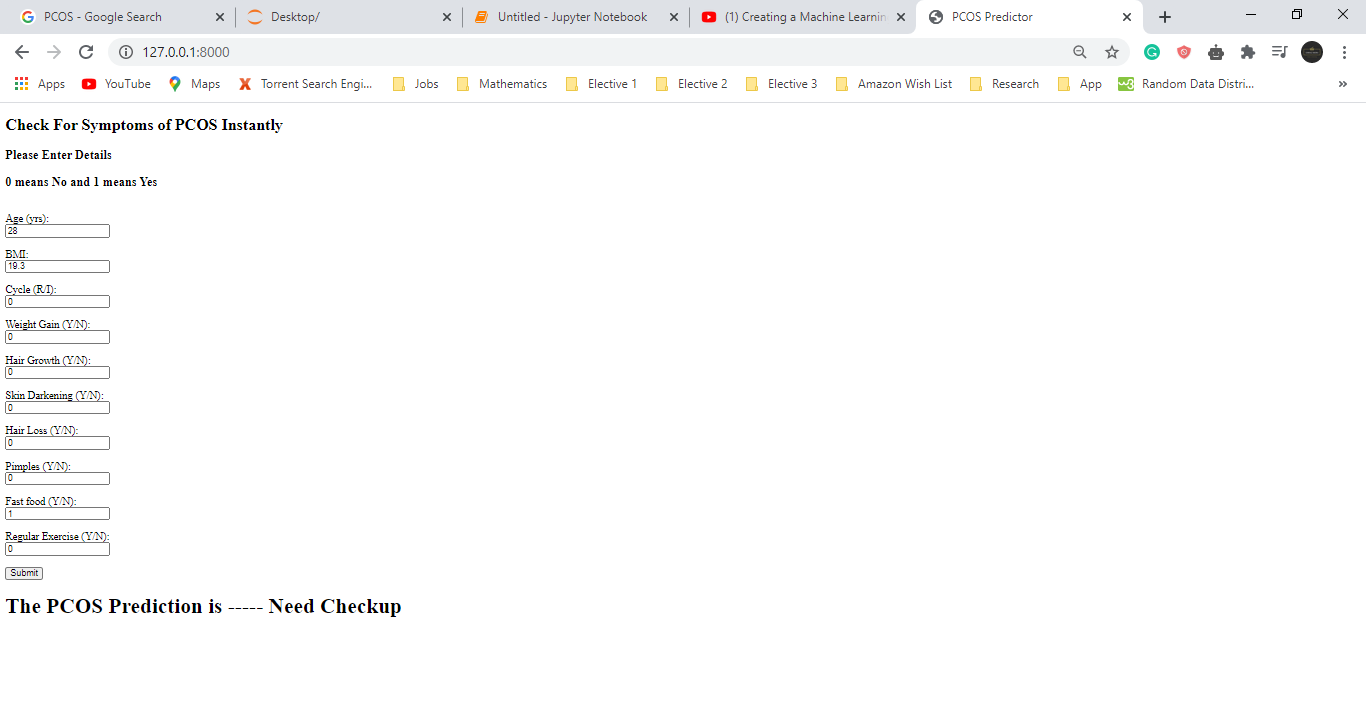 PCOS - Google Search
Desktop/
Untitled - Jupyter Notebook
(1) Creating a Machine Learnin
PCOS Predictor
127.0.0.1:8000
Apps YouTube Maps Torrent Search Engi... Jobs Mathematics Elective 1 Elective 2 Elective 3 Amazon Wish List Research App Random Data Distri... »
Check For Symptoms of PCOS Instantly
Please Enter Details
0 means No and 1 means Yes
Age (yrs):
28
BMI:
19.3
Cycle (R/I):
0
Weight Gain (Y/N):
0
Hair Growth (Y/N):
0
Skin Darkening (Y/N):
0
Hair Loss (Y/N):
0
Pimples (Y/N):
0
Fast food (Y/N):
1
Regular Exercise (Y/N):
0
Submit
The PCOS Prediction is ----- Need Checkup